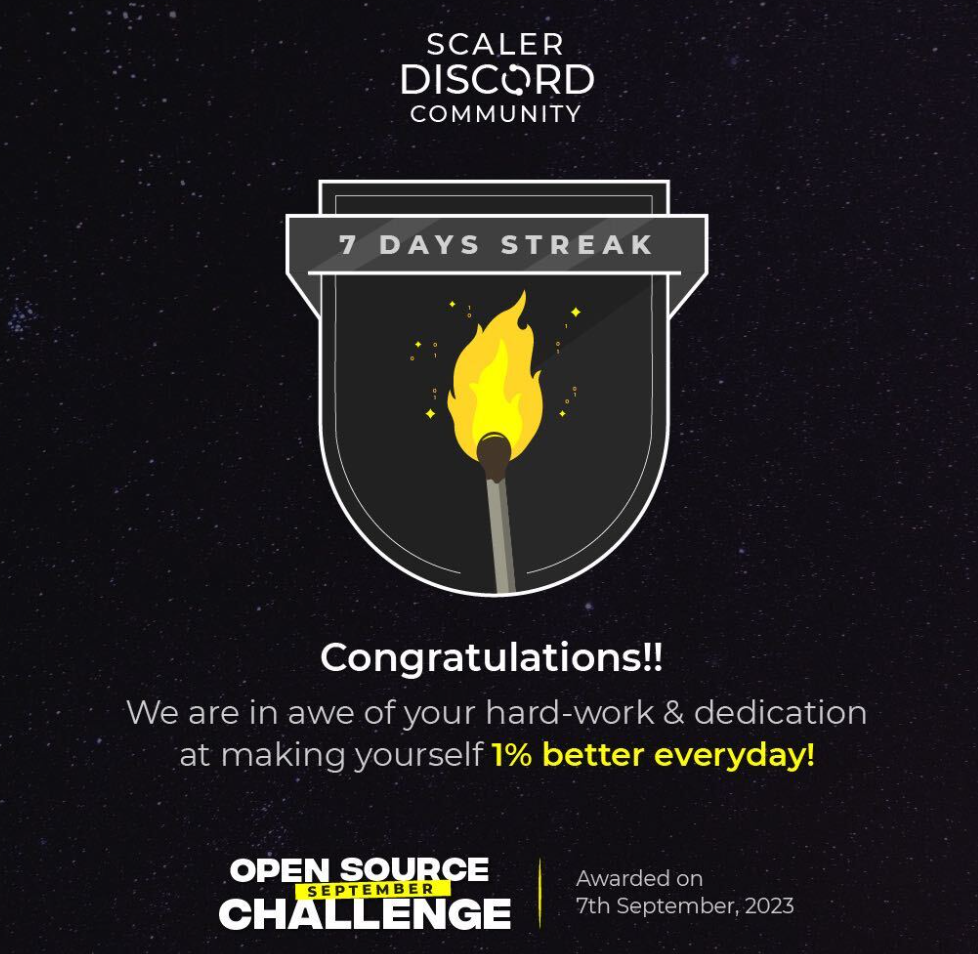 SCALER
DISCORD
COMMUNITY
7 DAYS STREAK
Congratulations!!
We are in awe of your hard-work & dedication
at making yourself 1% better everyday!
OPEN SOURCE
SEPTEMBER
CHALLENGE
Awarded on
7th September, 2023